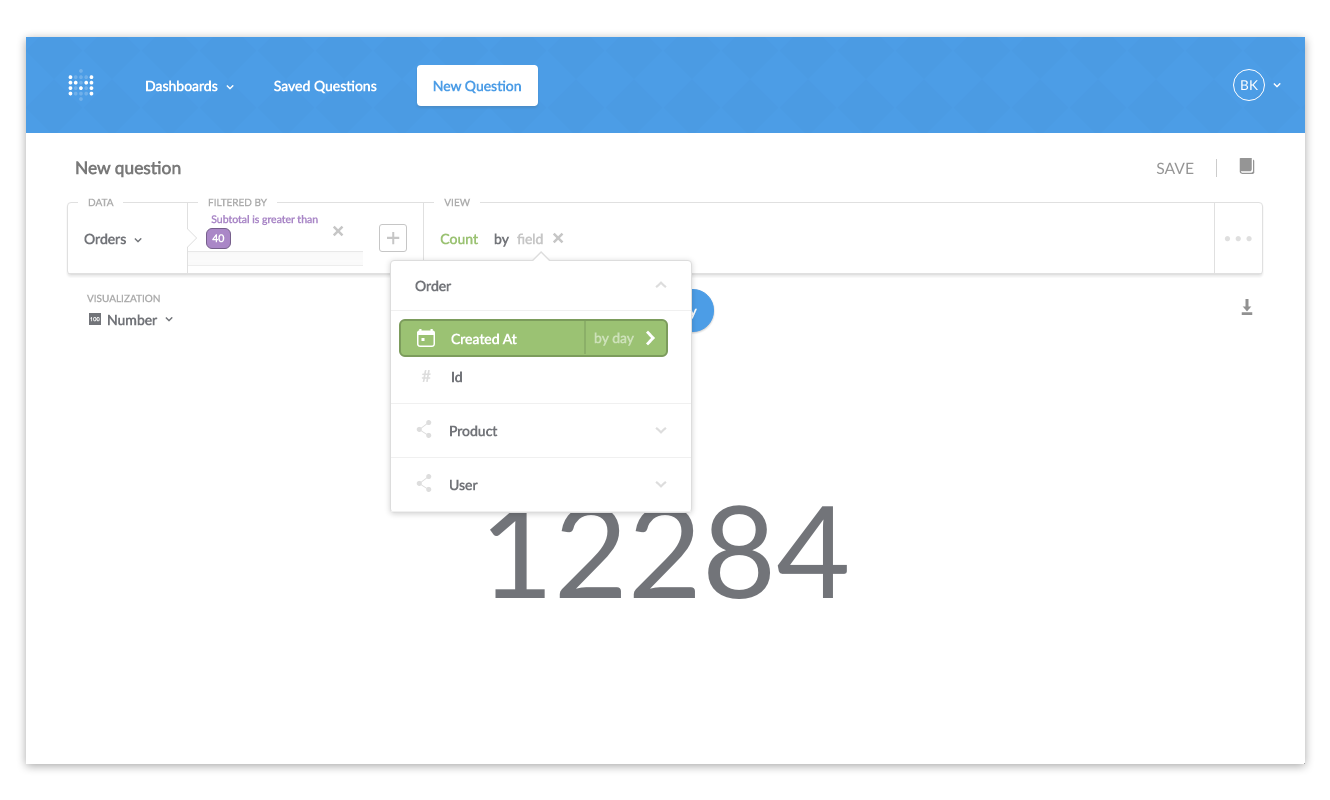 Dashboards
Saved Questions
New Question
BK
New question
SAVE
DATA
FILTERED BY
VIEW
Subtotal is greater than
Orders
40
Count by field
Order
VISUALIZATION
100 Number
Created At
by day
# Id
Product
User
12284